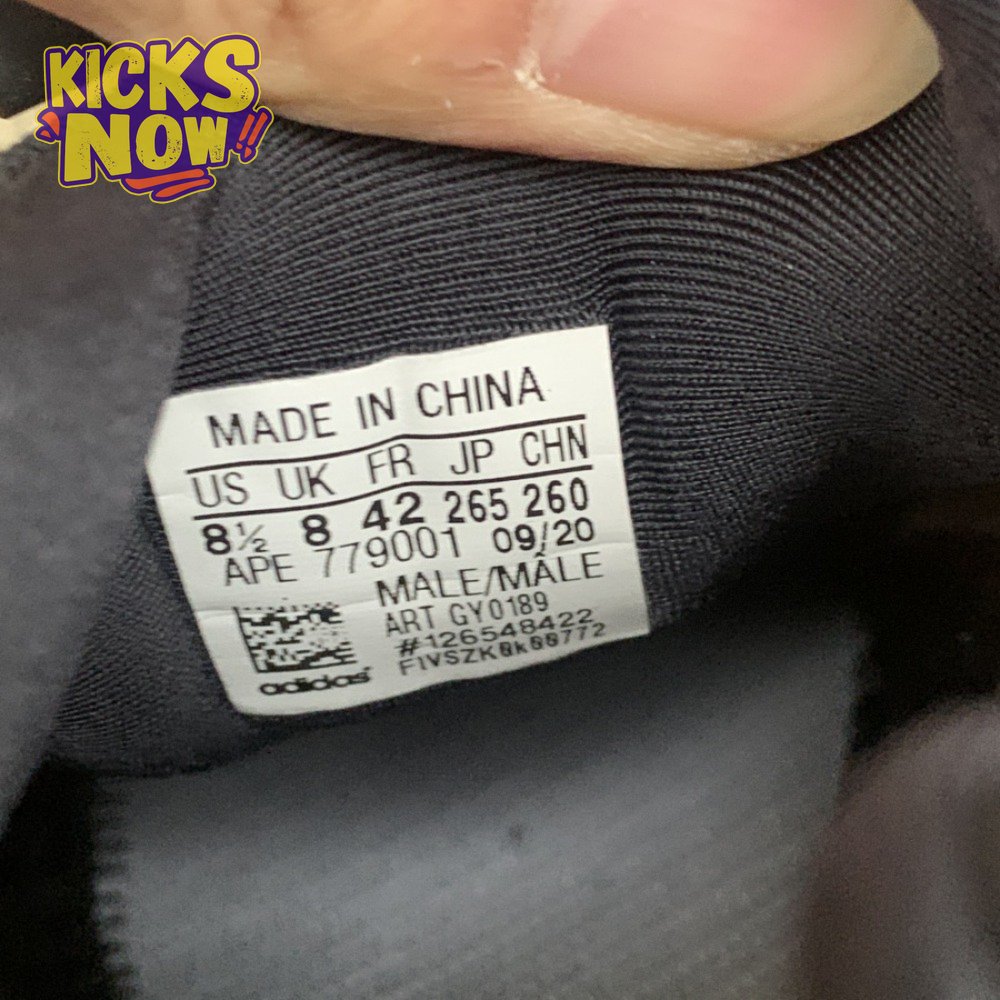 KICKS
NOW!!
MADE IN CHINA
US UK FR JP CHN
8½ 8 42 265 260
APE 779001 09/20
MALE/MÂLE
ART GY0189
#126548422
FIVSZK0k00772
adidas